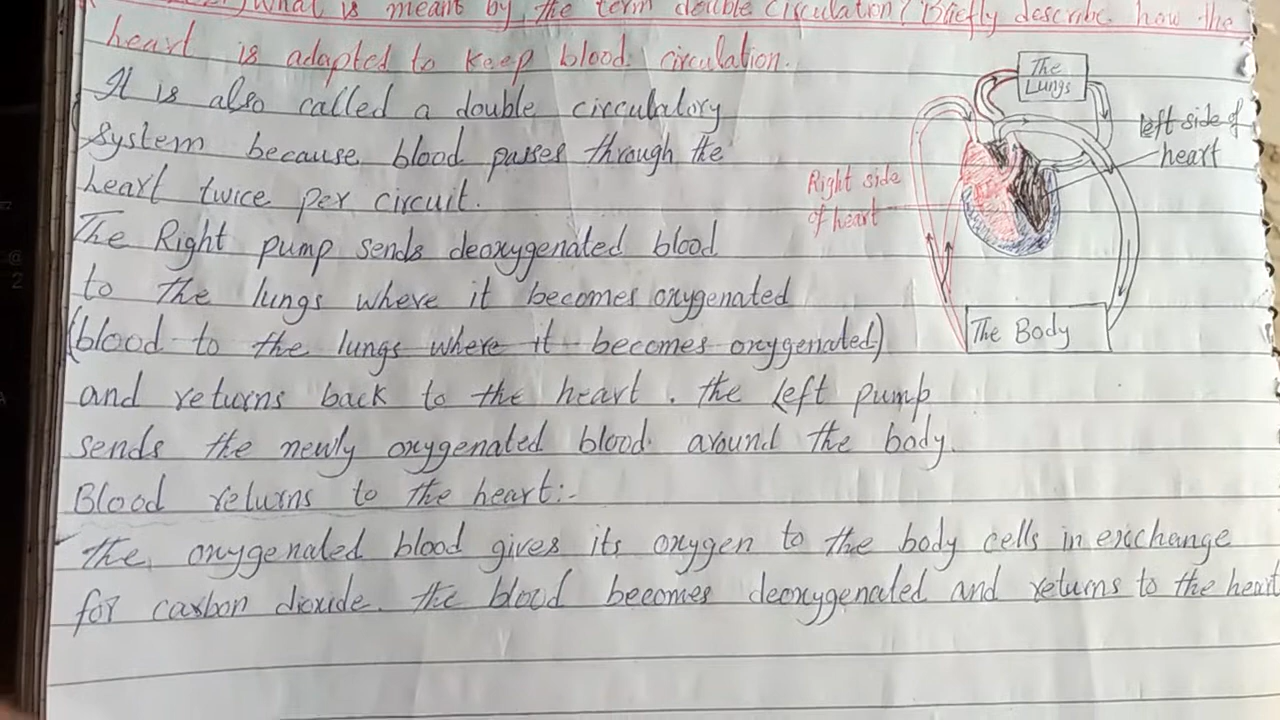 What is meant by the term double Circulation? Briefly describe how the
heart is adapted to keep blood circulation.
It is also called a double circulatory
System because blood passes through the
heart twice per circuit.
The Right pump sends deoxygenated blood
to the lungs where it becomes oxygenated
(blood to the lungs where it becomes oxygenated)
and returns back to the heart. the left pump
sends the newly oxygenated blood around the body.
Blood returns to the heart:-
the oxygenated blood gives its oxygen to the body cells in exchange
for carbon dioxide. the blood becomes deoxygenated and returns to the heart
The
Lungs
left side of
heart
Right side
of heart
The Body